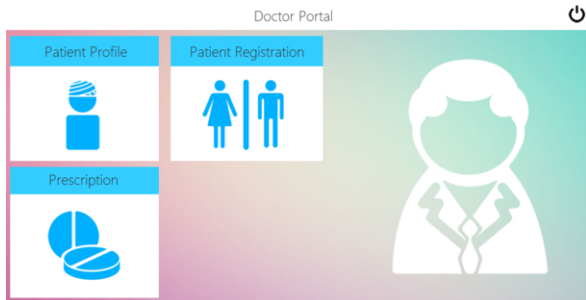 Doctor Portal
Patient Profile
Patient Registration
Prescription